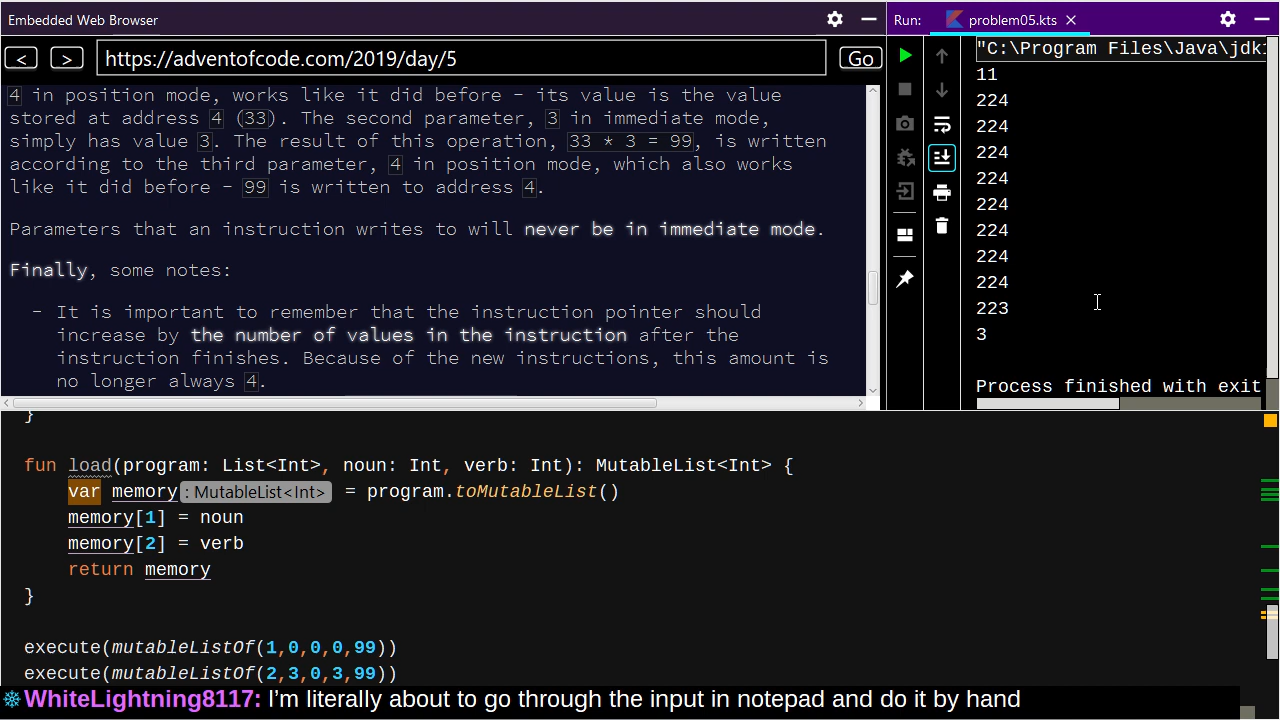 Embedded Web Browser
< > https://adventofcode.com/2019/day/5 Go
4 in position mode, works like it did before - its value is the value
stored at address 4 (33). The second parameter, 3 in immediate mode,
simply has value 3. The result of this operation, 33 * 3 = 99, is written
according to the third parameter, 4 in position mode, which also works
like it did before - 99 is written to address 4.
Parameters that an instruction writes to will never be in immediate mode.
Finally, some notes:
- It is important to remember that the instruction pointer should
increase by the number of values in the instruction after the
instruction finishes. Because of the new instructions, this amount is
no longer always 4.
Run: problem05.kts
"C:\Program Files\Java\jdk1
11
224
224
224
224
224
224
224
224
223
3
Process finished with exit
}
fun load(program: List<Int>, noun: Int, verb: Int): MutableList<Int> {
var memory : MutableList<Int> = program.toMutableList()
memory[1] = noun
memory[2] = verb
return memory
}
execute(mutableListOf(1,0,0,0,99))
execute(mutableListOf(2,3,0,3,99))
WhiteLightning8117: I'm literally about to go through the input in notepad and do it by hand